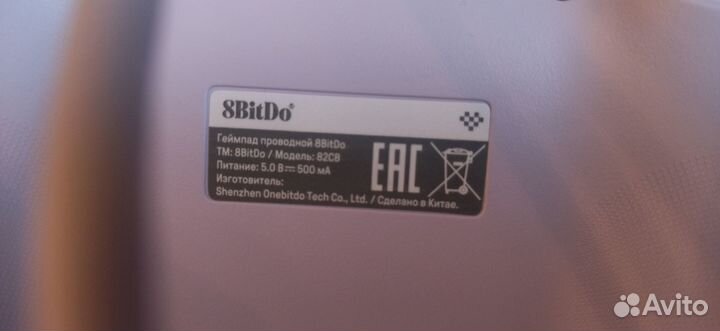 8BitDo®
Геймпад проводной 8BitDo
ТМ: 8BitDo / Модель: 82CB
Питание: 5.0 В⎓500 мА
Изготовитель:
Shenzhen Onebitdo Tech Co., Ltd. / Сделано в Китае.
EAC
Avito